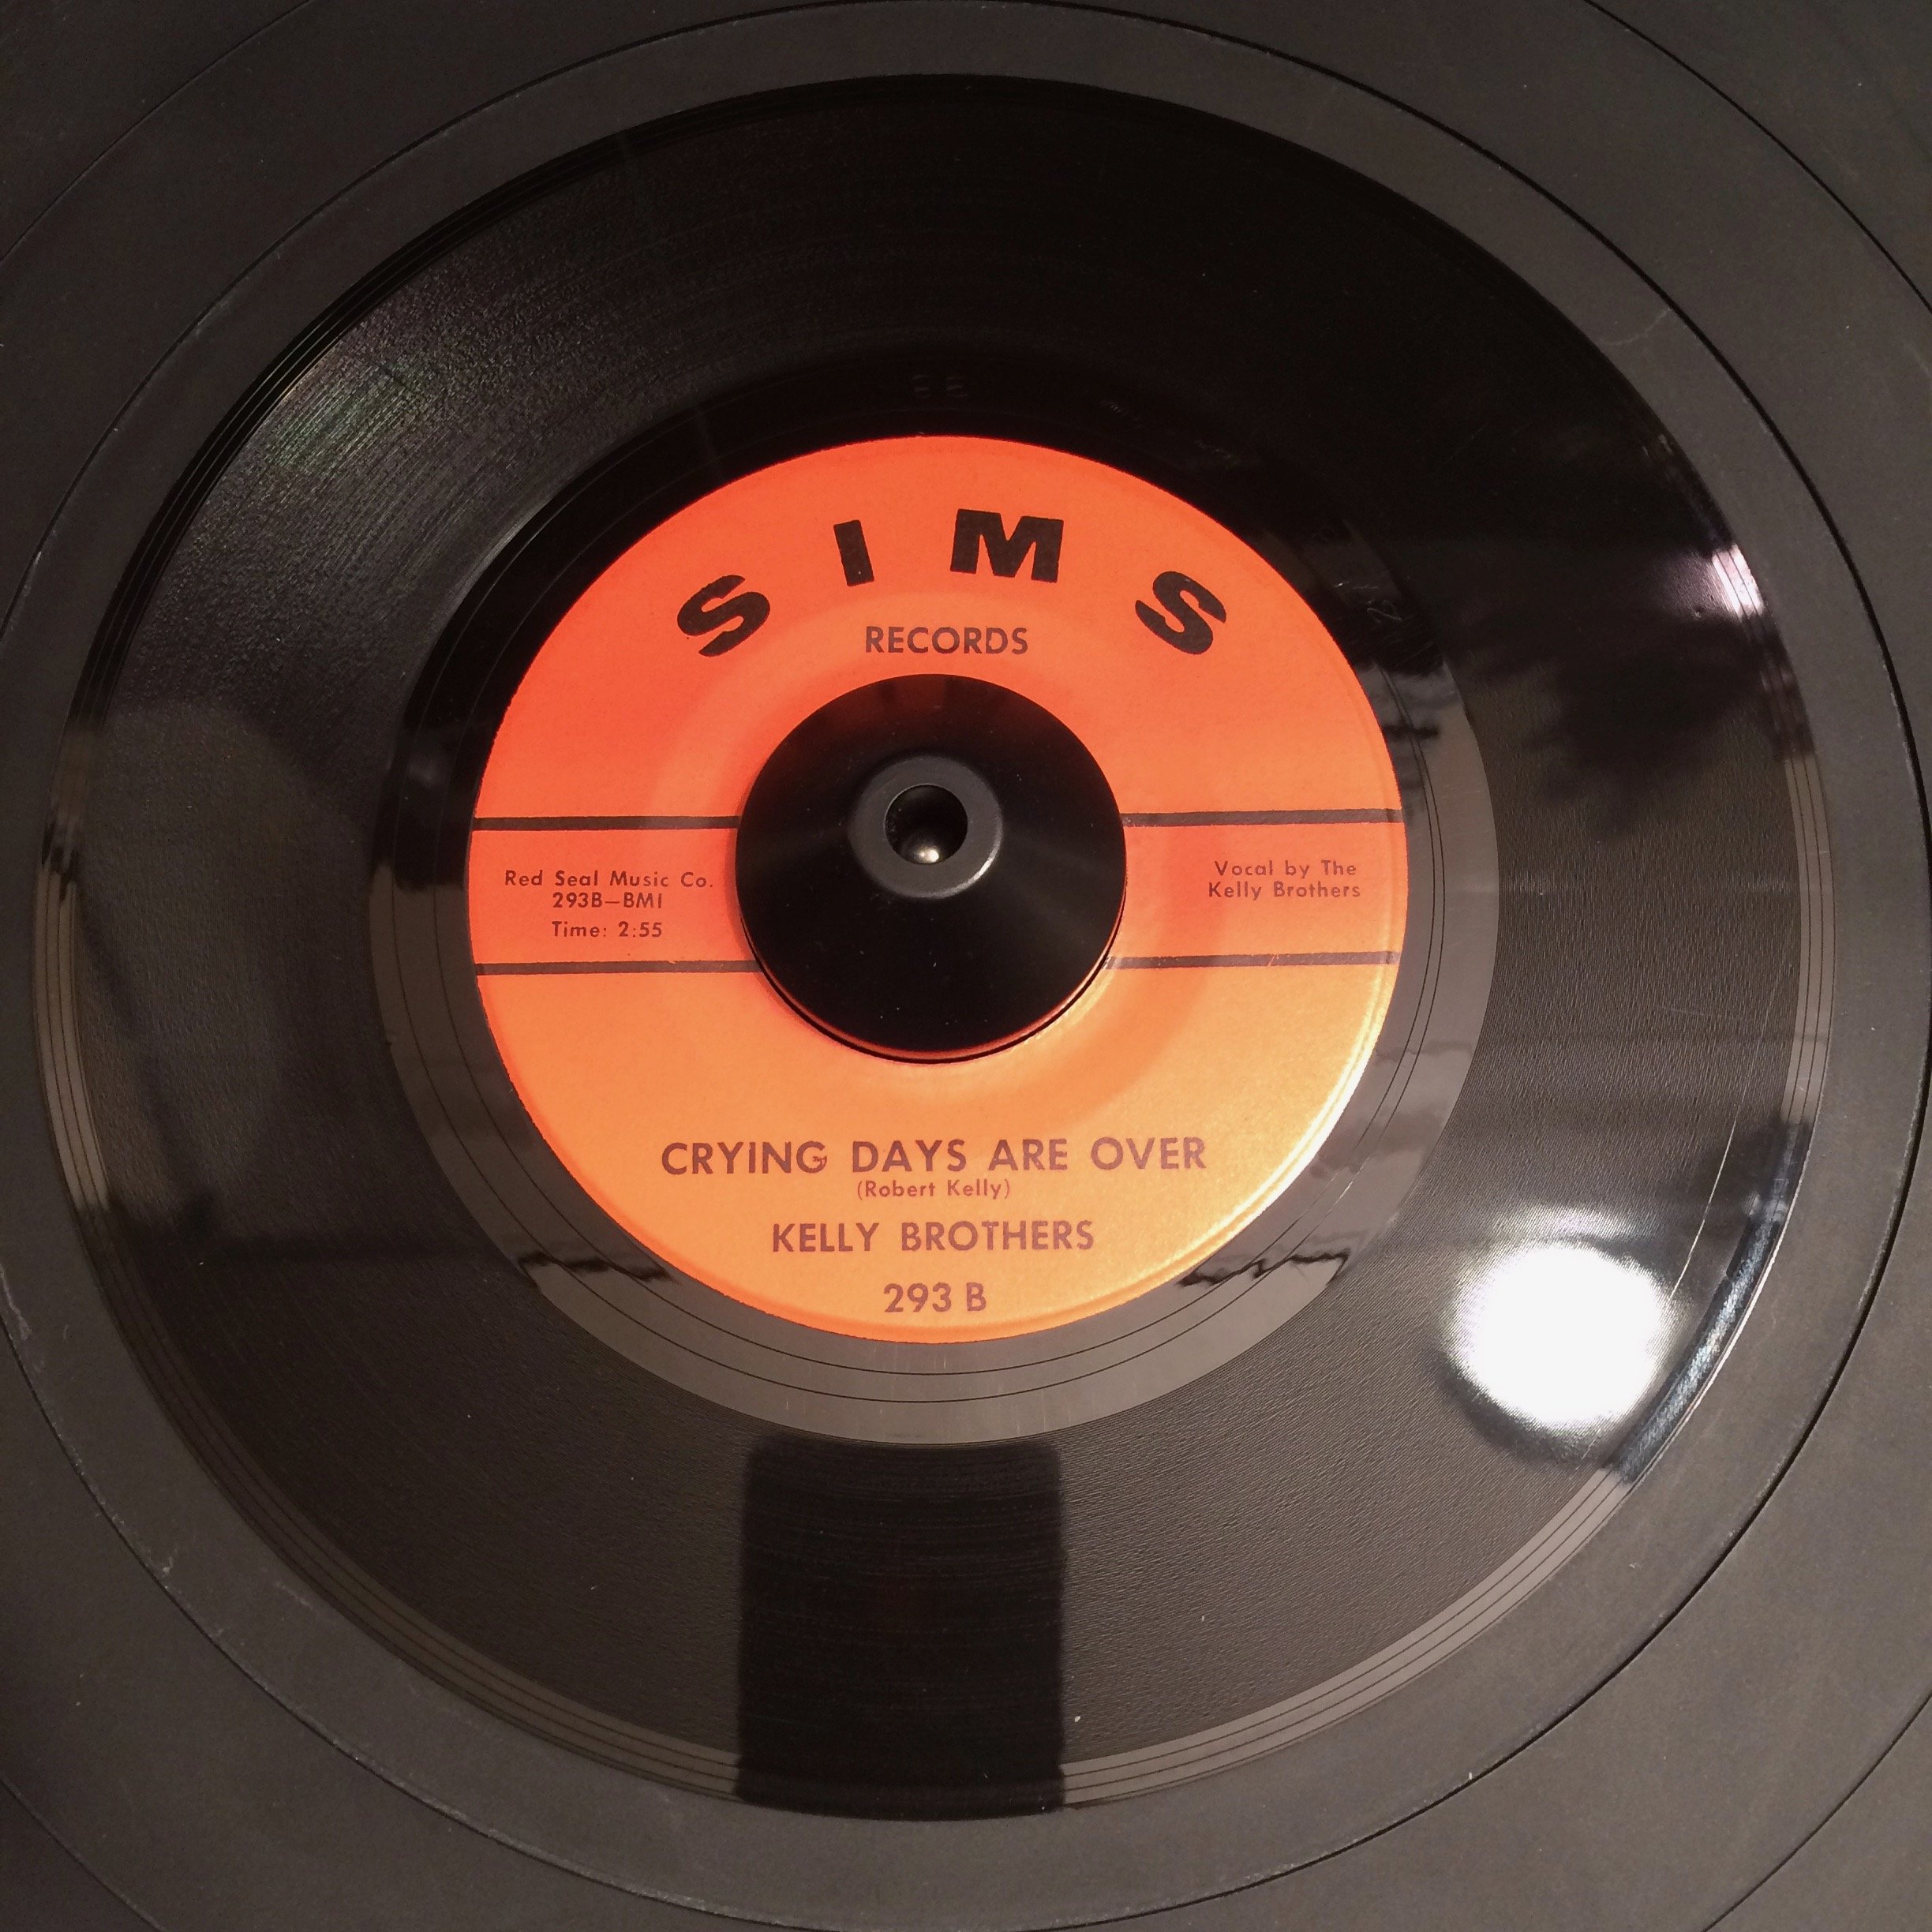 SIMS
RECORDS
Red Seal Music Co.
293B—BMI
Time: 2:55
Vocal by The
Kelly Brothers
CRYING DAYS ARE OVER
(Robert Kelly)
KELLY BROTHERS
293 B